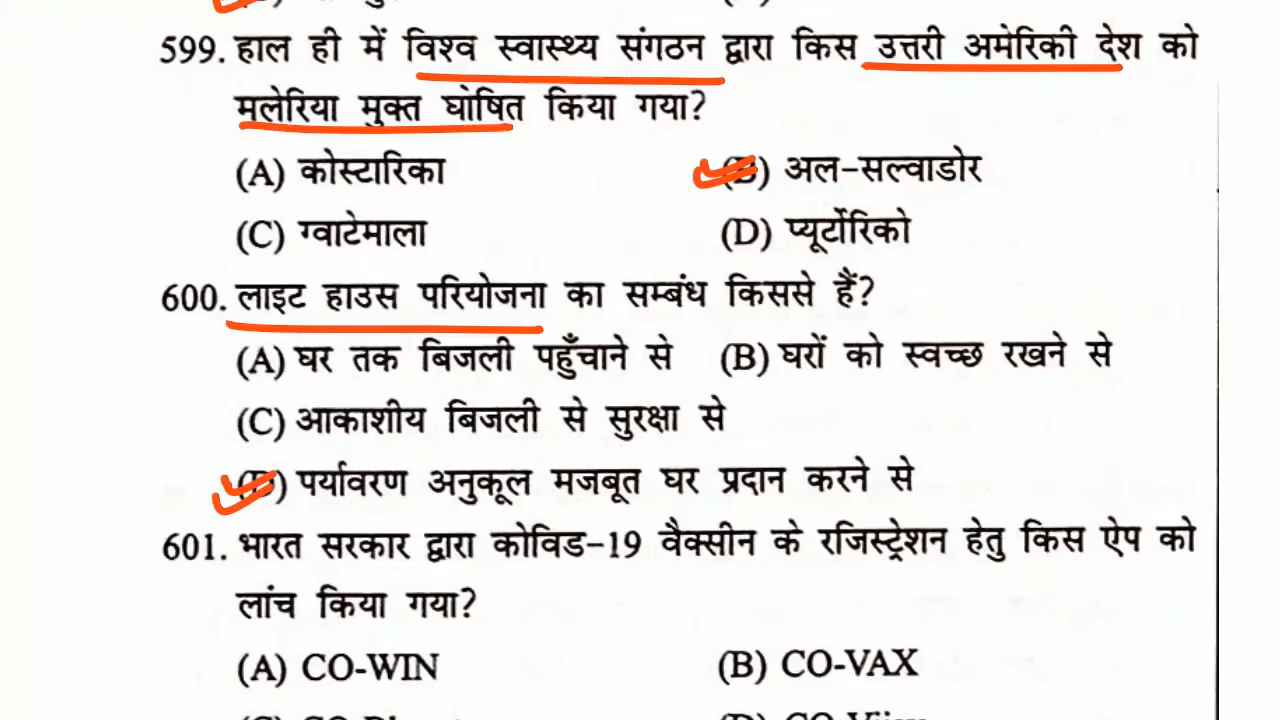 599. हाल ही में विश्व स्वास्थ्य संगठन द्वारा किस उत्तरी अमेरिकी देश को
मलेरिया मुक्त घोषित किया गया?
(A) कोस्टारिका (B) अल-सल्वाडोर
(C) ग्वाटेमाला (D) प्यूर्टोरिको
600. लाइट हाउस परियोजना का सम्बंध किससे हैं?
(A) घर तक बिजली पहुँचाने से (B) घरों को स्वच्छ रखने से
(C) आकाशीय बिजली से सुरक्षा से
(D) पर्यावरण अनुकूल मजबूत घर प्रदान करने से
601. भारत सरकार द्वारा कोविड-19 वैक्सीन के रजिस्ट्रेशन हेतु किस ऐप को
लांच किया गया?
(A) CO-WIN (B) CO-VAX